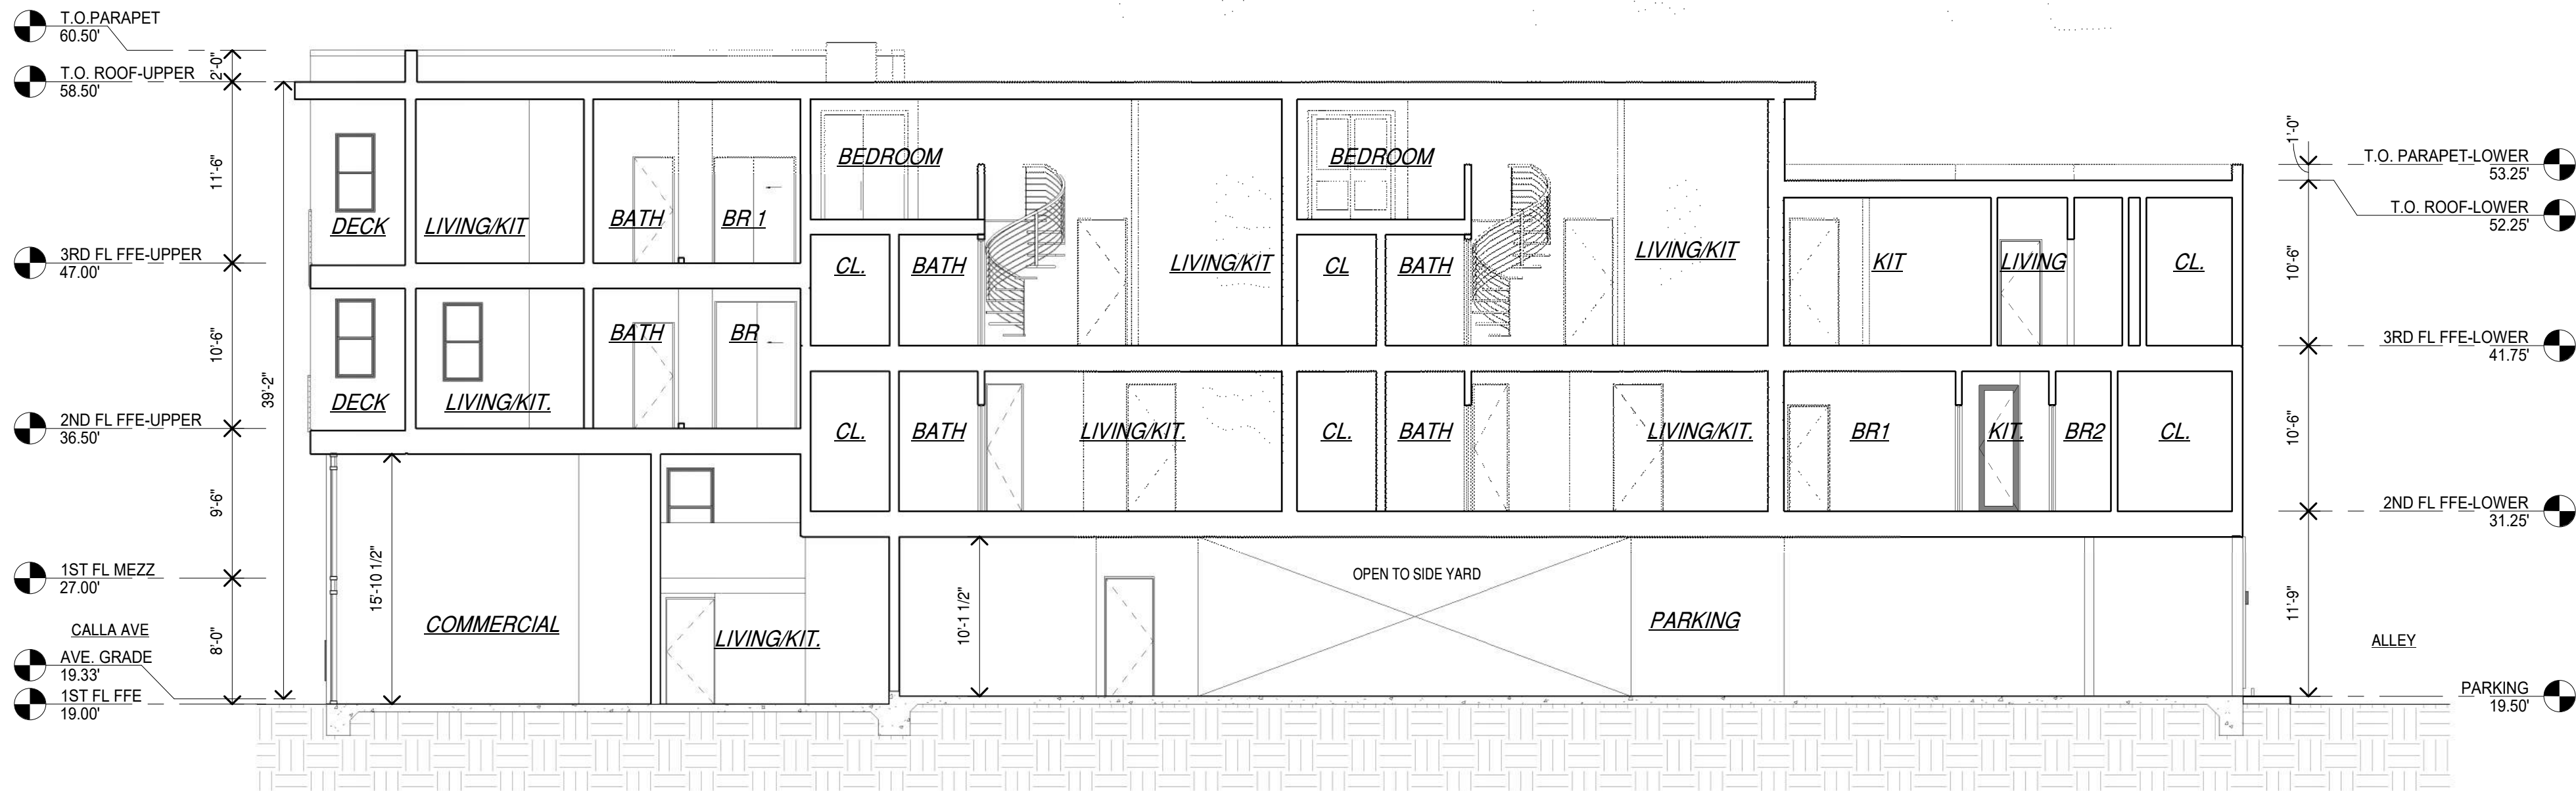 T.O.PARAPET
60.50'
T.O. ROOF-UPPER
58.50'
3RD FL FFE-UPPER
47.00'
2ND FL FFE-UPPER
36.50'
1ST FL MEZZ
27.00'
CALLA AVE
AVE. GRADE
19.33'
1ST FL FFE
19.00'
2'-0"
11'-6"
10'-6"
9'-6"
8'-0"
39'-2"
BEDROOM
BEDROOM
DECK
LIVING/KIT
BATH
BR 1
CL.
BATH
LIVING/KIT
CL
BATH
LIVING/KIT
KIT
LIVING
CL.
DECK
LIVING/KIT.
BATH
BR
CL.
BATH
LIVING/KIT.
CL.
BATH
LIVING/KIT.
BR1
KIT.
BR2
CL.
15'-10 1/2"
COMMERCIAL
LIVING/KIT.
10'-1 1/2"
OPEN TO SIDE YARD
PARKING
1'-0"
10'-6"
10'-6"
11'-9"
T.O. PARAPET-LOWER
53.25'
T.O. ROOF-LOWER
52.25'
3RD FL FFE-LOWER
41.75'
2ND FL FFE-LOWER
31.25'
ALLEY
PARKING
19.50'